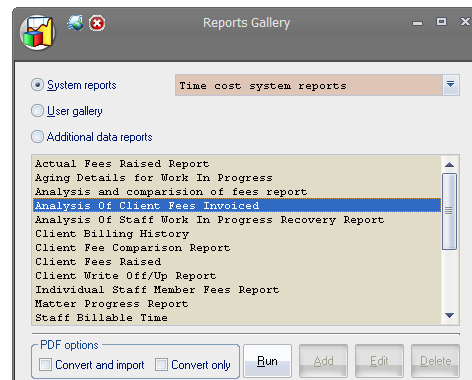 Reports Gallery
System reports
Time cost system reports
User gallery
Additional data reports
Actual Fees Raised Report
Aging Details for Work In Progress
Analysis and comparision of fees report
Analysis Of Client Fees Invoiced
Analysis Of Staff Work In Progress Recovery Report
Client Billing History
Client Fee Comparison Report
Client Fees Raised
Client Write Off/Up Report
Individual Staff Member Fees Report
Matter Progress Report
Staff Billable Time
PDF options
Convert and import
Convert only
Run
Add
Edit
Delete